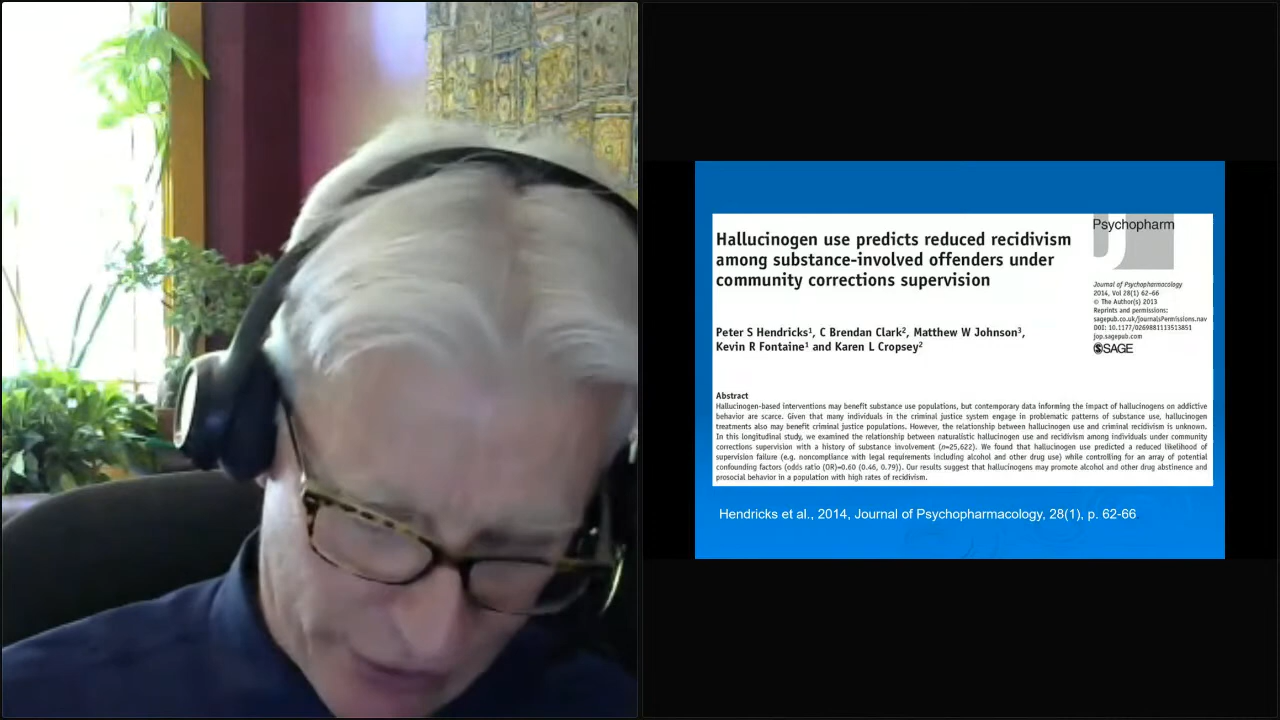 Psychopharm
Hallucinogen use predicts reduced recidivism
among substance-involved offenders under
community corrections supervision
Journal of Psychopharmacology
2014, Vol 28(1) 62–66
© The Author(s) 2013
Reprints and permissions:
sagepub.co.uk/journalsPermissions.nav
DOI: 10.1177/0269881113513851
jop.sagepub.com
SAGE
Peter S Hendricks¹, C Brendan Clark², Matthew W Johnson³,
Kevin R Fontaine¹ and Karen L Cropsey²
Abstract
Hallucinogen-based interventions may benefit substance use populations, but contemporary data informing the impact of hallucinogens on addictive
behavior are scarce. Given that many individuals in the criminal justice system engage in problematic patterns of substance use, hallucinogen
treatments also may benefit criminal justice populations. However, the relationship between hallucinogen use and criminal recidivism is unknown.
In this longitudinal study, we examined the relationship between naturalistic hallucinogen use and recidivism among individuals under community
corrections supervision with a history of substance involvement (n=25,622). We found that hallucinogen use predicted a reduced likelihood of
supervision failure (e.g. noncompliance with legal requirements including alcohol and other drug use) while controlling for an array of potential
confounding factors (odds ratio (OR)=0.60 (0.46, 0.79)). Our results suggest that hallucinogens may promote alcohol and other drug abstinence and
prosocial behavior in a population with high rates of recidivism.
Hendricks et al., 2014, Journal of Psychopharmacology, 28(1), p. 62-66